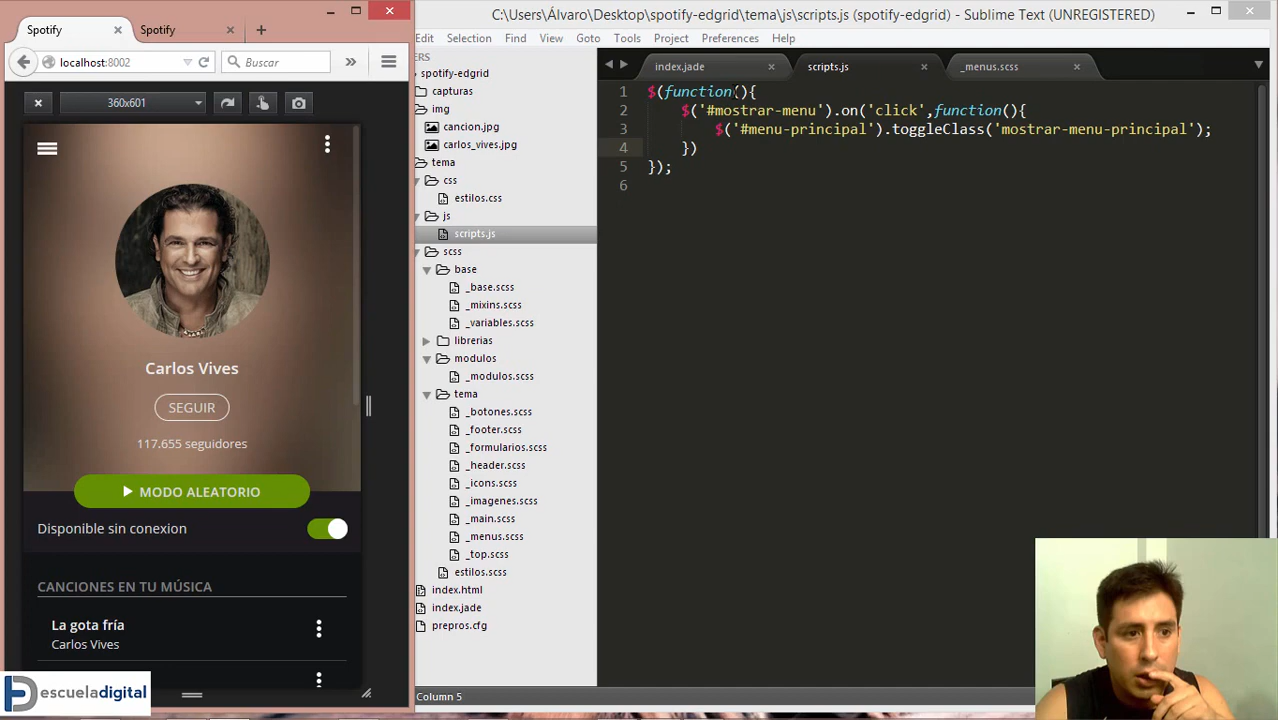 C:\Users\Álvaro\Desktop\spotify-edgrid\tema\js\scripts.js (spotify-edgrid) - Sublime Text (UNREGISTERED)
Spotify
Spotify
localhost:8002
Buscar
360x601
Carlos Vives
SEGUIR
117.655 seguidores
MODO ALEATORIO
Disponible sin conexion
CANCIONES EN TU MÚSICA
La gota fría
Carlos Vives
escueladigital
Edit Selection Find View Goto Tools Project Preferences Help
ERS
spotify-edgrid
capturas
img
cancion.jpg
carlos_vives.jpg
tema
css
estilos.css
js
scripts.js
scss
base
_base.scss
_mixins.scss
_variables.scss
librerias
modulos
_modulos.scss
tema
_botones.scss
_footer.scss
_formularios.scss
_header.scss
_icons.scss
_imagenes.scss
_main.scss
_menus.scss
_top.scss
estilos.scss
index.html
index.jade
prepros.cfg
index.jade
scripts.js
_menus.scss
1 $(function(){
2 $('#mostrar-menu').on('click',function(){
3 $('#menu-principal').toggleClass('mostrar-menu-principal');
4 })
5 });
6
Column 5